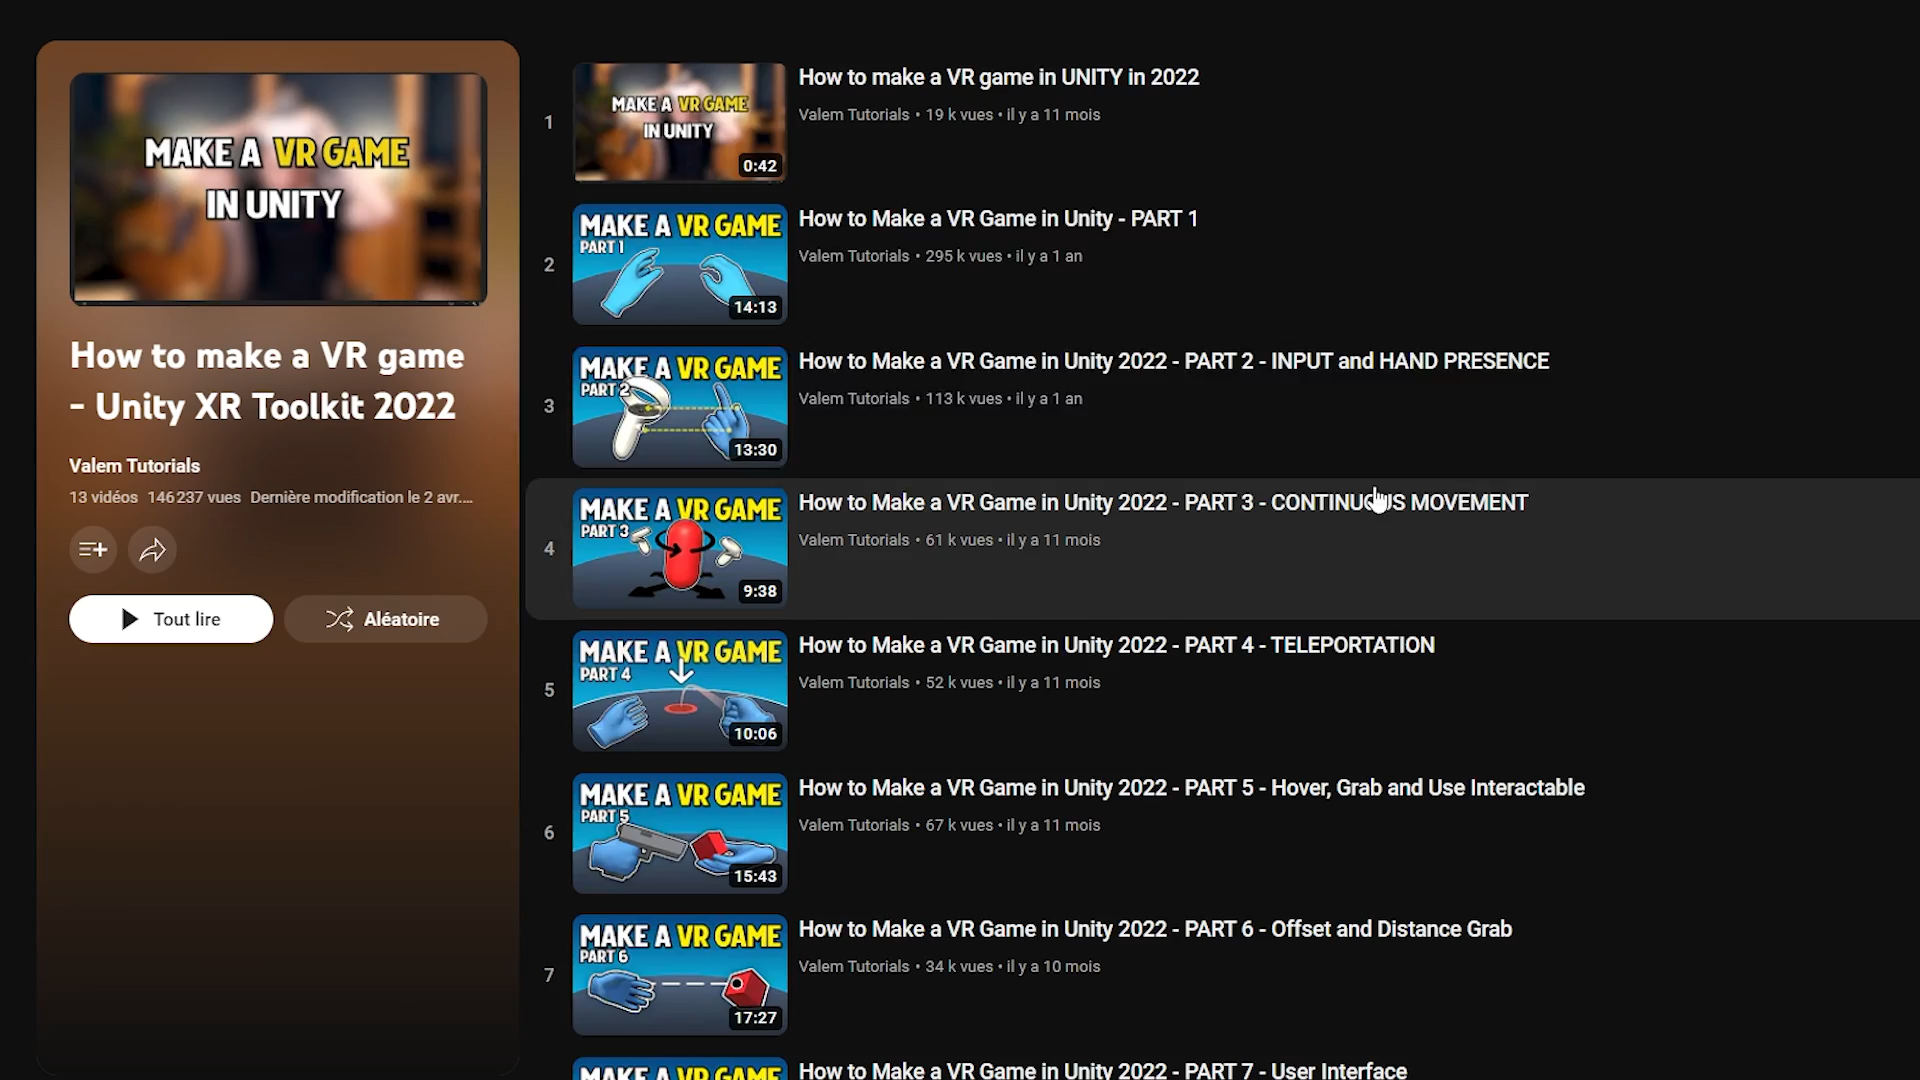 MAKE A VR GAME
IN UNITY
How to make a VR game
- Unity XR Toolkit 2022
Valem Tutorials
13 vidéos 146 237 vues Dernière modification le 2 avr....
Tout lire
Aléatoire
1
MAKE A VR GAME
IN UNITY
0:42
How to make a VR game in UNITY in 2022
Valem Tutorials • 19 k vues • il y a 11 mois
2
MAKE A VR GAME
PART 1
14:13
How to Make a VR Game in Unity - PART 1
Valem Tutorials • 295 k vues • il y a 1 an
3
MAKE A VR GAME
PART 2
13:30
How to Make a VR Game in Unity 2022 - PART 2 - INPUT and HAND PRESENCE
Valem Tutorials • 113 k vues • il y a 1 an
4
MAKE A VR GAME
PART 3
9:38
How to Make a VR Game in Unity 2022 - PART 3 - CONTINUOUS MOVEMENT
Valem Tutorials • 61 k vues • il y a 11 mois
5
MAKE A VR GAME
PART 4
10:06
How to Make a VR Game in Unity 2022 - PART 4 - TELEPORTATION
Valem Tutorials • 52 k vues • il y a 11 mois
6
MAKE A VR GAME
PART 5
15:43
How to Make a VR Game in Unity 2022 - PART 5 - Hover, Grab and Use Interactable
Valem Tutorials • 67 k vues • il y a 11 mois
7
MAKE A VR GAME
PART 6
17:27
How to Make a VR Game in Unity 2022 - PART 6 - Offset and Distance Grab
Valem Tutorials • 34 k vues • il y a 10 mois
MAKE A VR GAME
How to Make a VR Game in Unity 2022 - PART 7 - User Interface